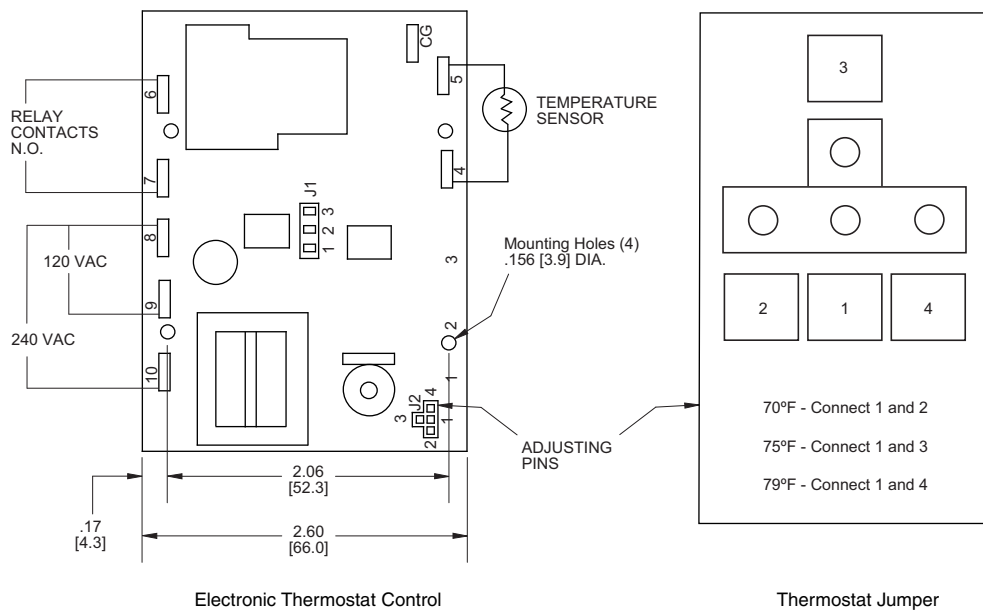 CG
6
RELAY
CONTACTS
N.O.
7
5
TEMPERATURE
SENSOR
4
J1
3
2
1
8
120 VAC
9
240 VAC
10
3
Mounting Holes (4)
.156 [3.9] DIA.
2
1
J2
4
3
1
2
ADJUSTING
PINS
2.06
[52.3]
.17
[4.3]
2.60
[66.0]
Electronic Thermostat Control
3
2
1
4
70ºF - Connect 1 and 2
75ºF - Connect 1 and 3
79ºF - Connect 1 and 4
Thermostat Jumper